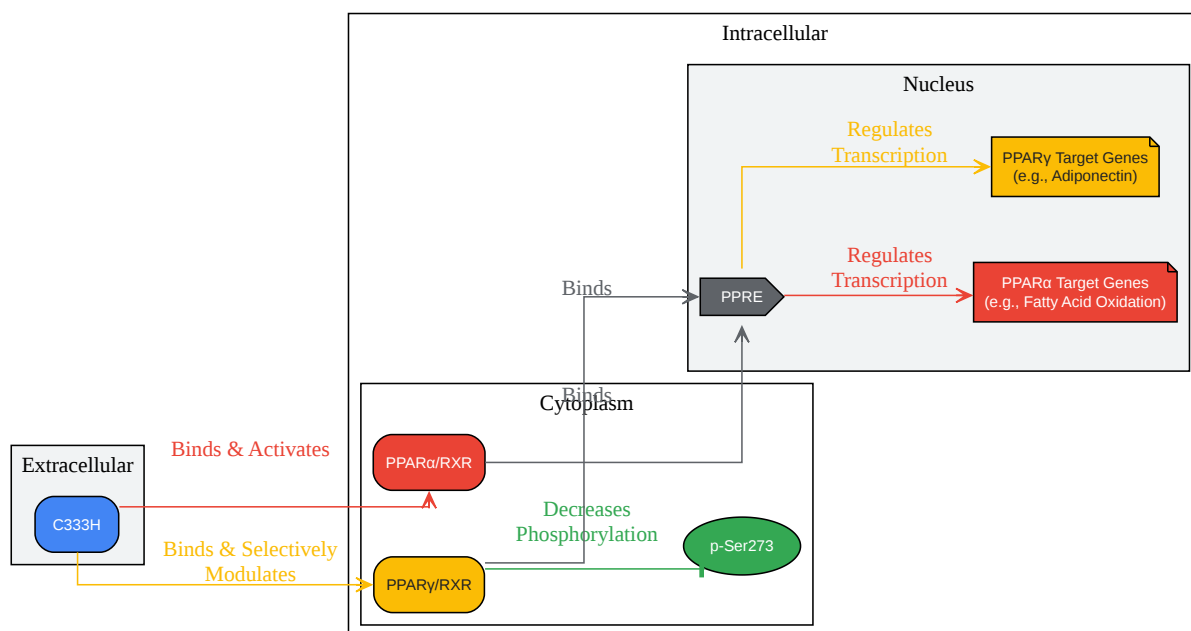 Intracellular
Nucleus
Regulates
Transcription
PPARγ Target Genes
(e.g., Adiponectin)
Regulates
Transcription
PPARα Target Genes
(e.g., Fatty Acid Oxidation)
Binds
PPRE
Binds
Cytoplasm
Binds & Activates
PPARα/RXR
Extracellular
C333H
Decreases
Phosphorylation
p-Ser273
Binds & Selectively
Modulates
PPARγ/RXR